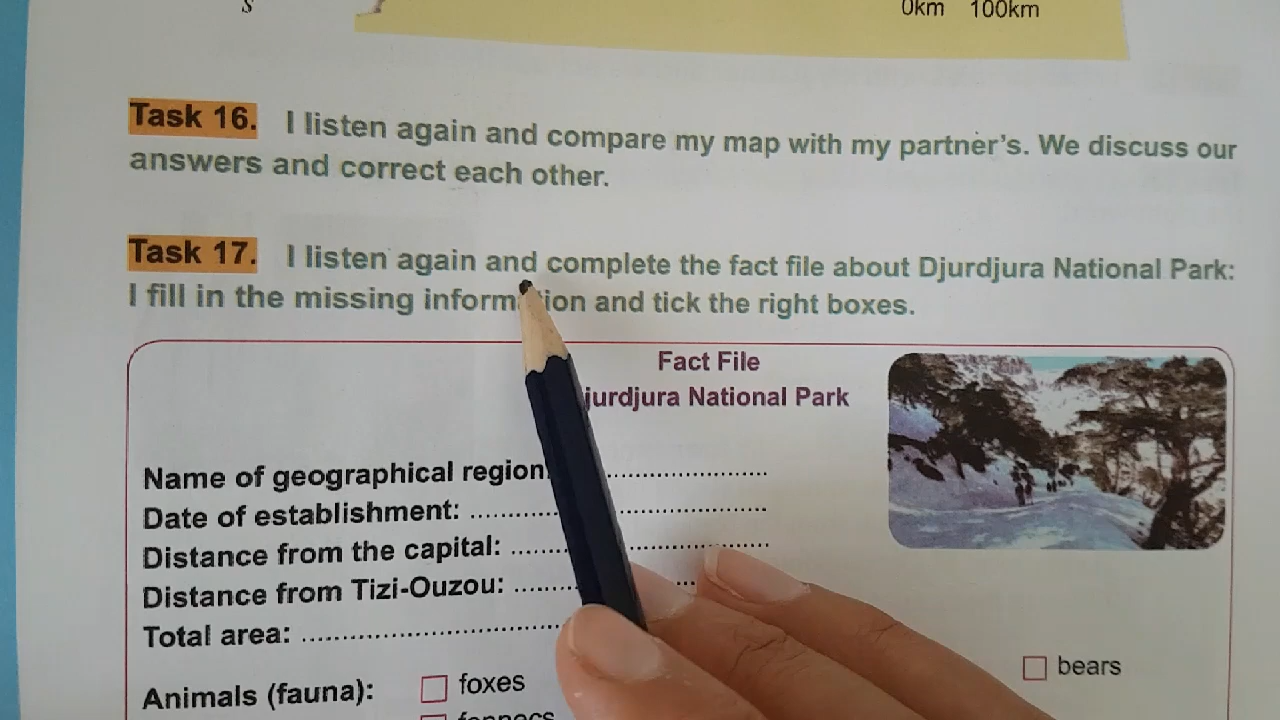 S
0km 100km
Task 16. I listen again and compare my map with my partner's. We discuss our
answers and correct each other.
Task 17. I listen again and complete the fact file about Djurdjura National Park:
I fill in the missing information and tick the right boxes.
Fact File
jurdjura National Park
Name of geographical region ....................
Date of establishment: ....................
Distance from the capital: ....................
Distance from Tizi-Ouzou: ....................
Total area: ....................
Animals (fauna): foxes bears
fennecs